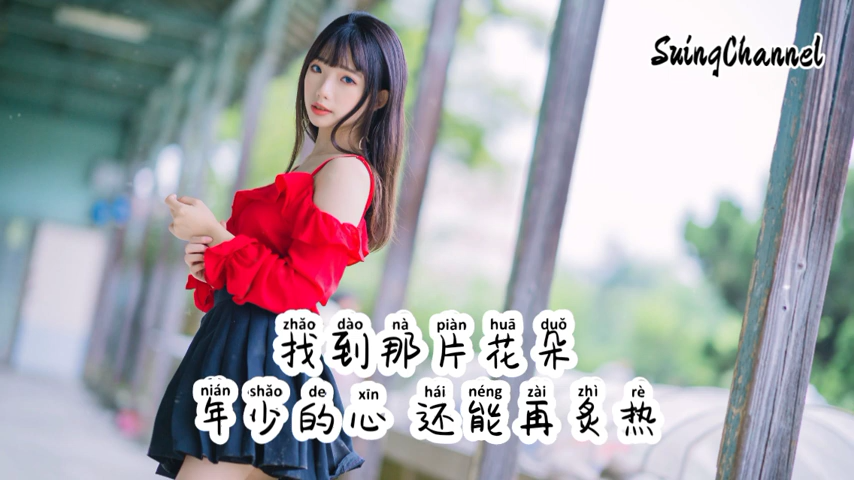 SuingChannel
zhǎo dào nà piàn huā duǒ
找到那片花朵
nián shǎo de xīn hái néng zài zhì rè
年少的心 还能再炙热